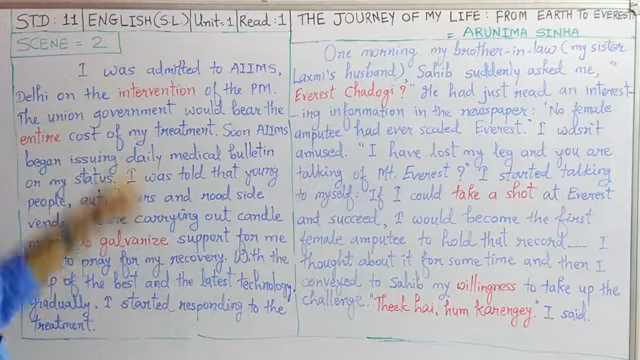 STD: 11 ENGLISH (S.L) Unit: 1 Read: 1 THE JOURNEY OF MY LIFE: FROM EARTH TO EVEREST
= ARUNIMA SINHA
SCENE = 2
I was admitted to AIIMS,
Delhi on the intervention of the PM.
The union government would bear the
entire cost of my treatment. Soon AIIMS
began issuing daily medical bulletin
on my status. I was told that young
people, and road side
carrying out candle
galvanize support for me
to pray for my recovery. With the
of the best and the latest technology,
gradually, I started responding to the
treatment.
One morning my brother-in-law (my sister
Laxmi's husband), Sahib suddenly asked me, "
Everest Chadogi?" He had just read an interest-
-ing information in the newspaper: 'No female
amputee had ever scaled Everest.' I wasn't
amused. "I have lost my leg and you are
talking of Mt. Everest?" I started talking
to myself. 'If I could take a shot at Everest
and succeed, I would become the first
female amputee to hold that record...... I
thought about it for some time and then I
conveyed to Sahib my willingness to take up the
challenge. "Theek hai, hum karengey." I said.